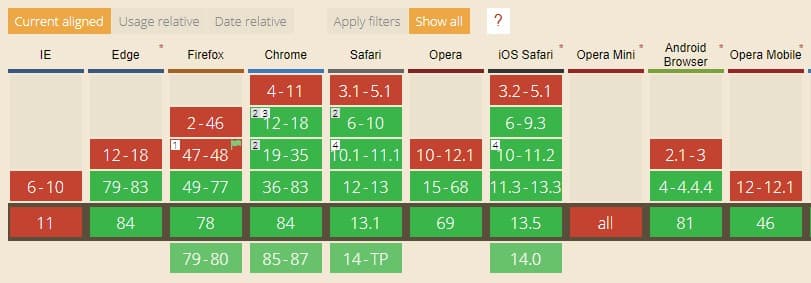 Current aligned Usage relative Date relative Apply filters Show all ?
IE Edge * Firefox Chrome Safari Opera iOS Safari * Opera Mini * Android Browser * Opera Mobile *
4-11 3.1-5.1 3.2-5.1
2-46 2 3 12-18 2 6-10 6-9.3
12-18 1 47-48 2 19-35 4 10.1-11.1 10-12.1 4 10-11.2 2.1-3
6-10 79-83 49-77 36-83 12-13 15-68 11.3-13.3 4-4.4.4 12-12.1
11 84 78 84 13.1 69 13.5 all 81 46
79-80 85-87 14-TP 14.0